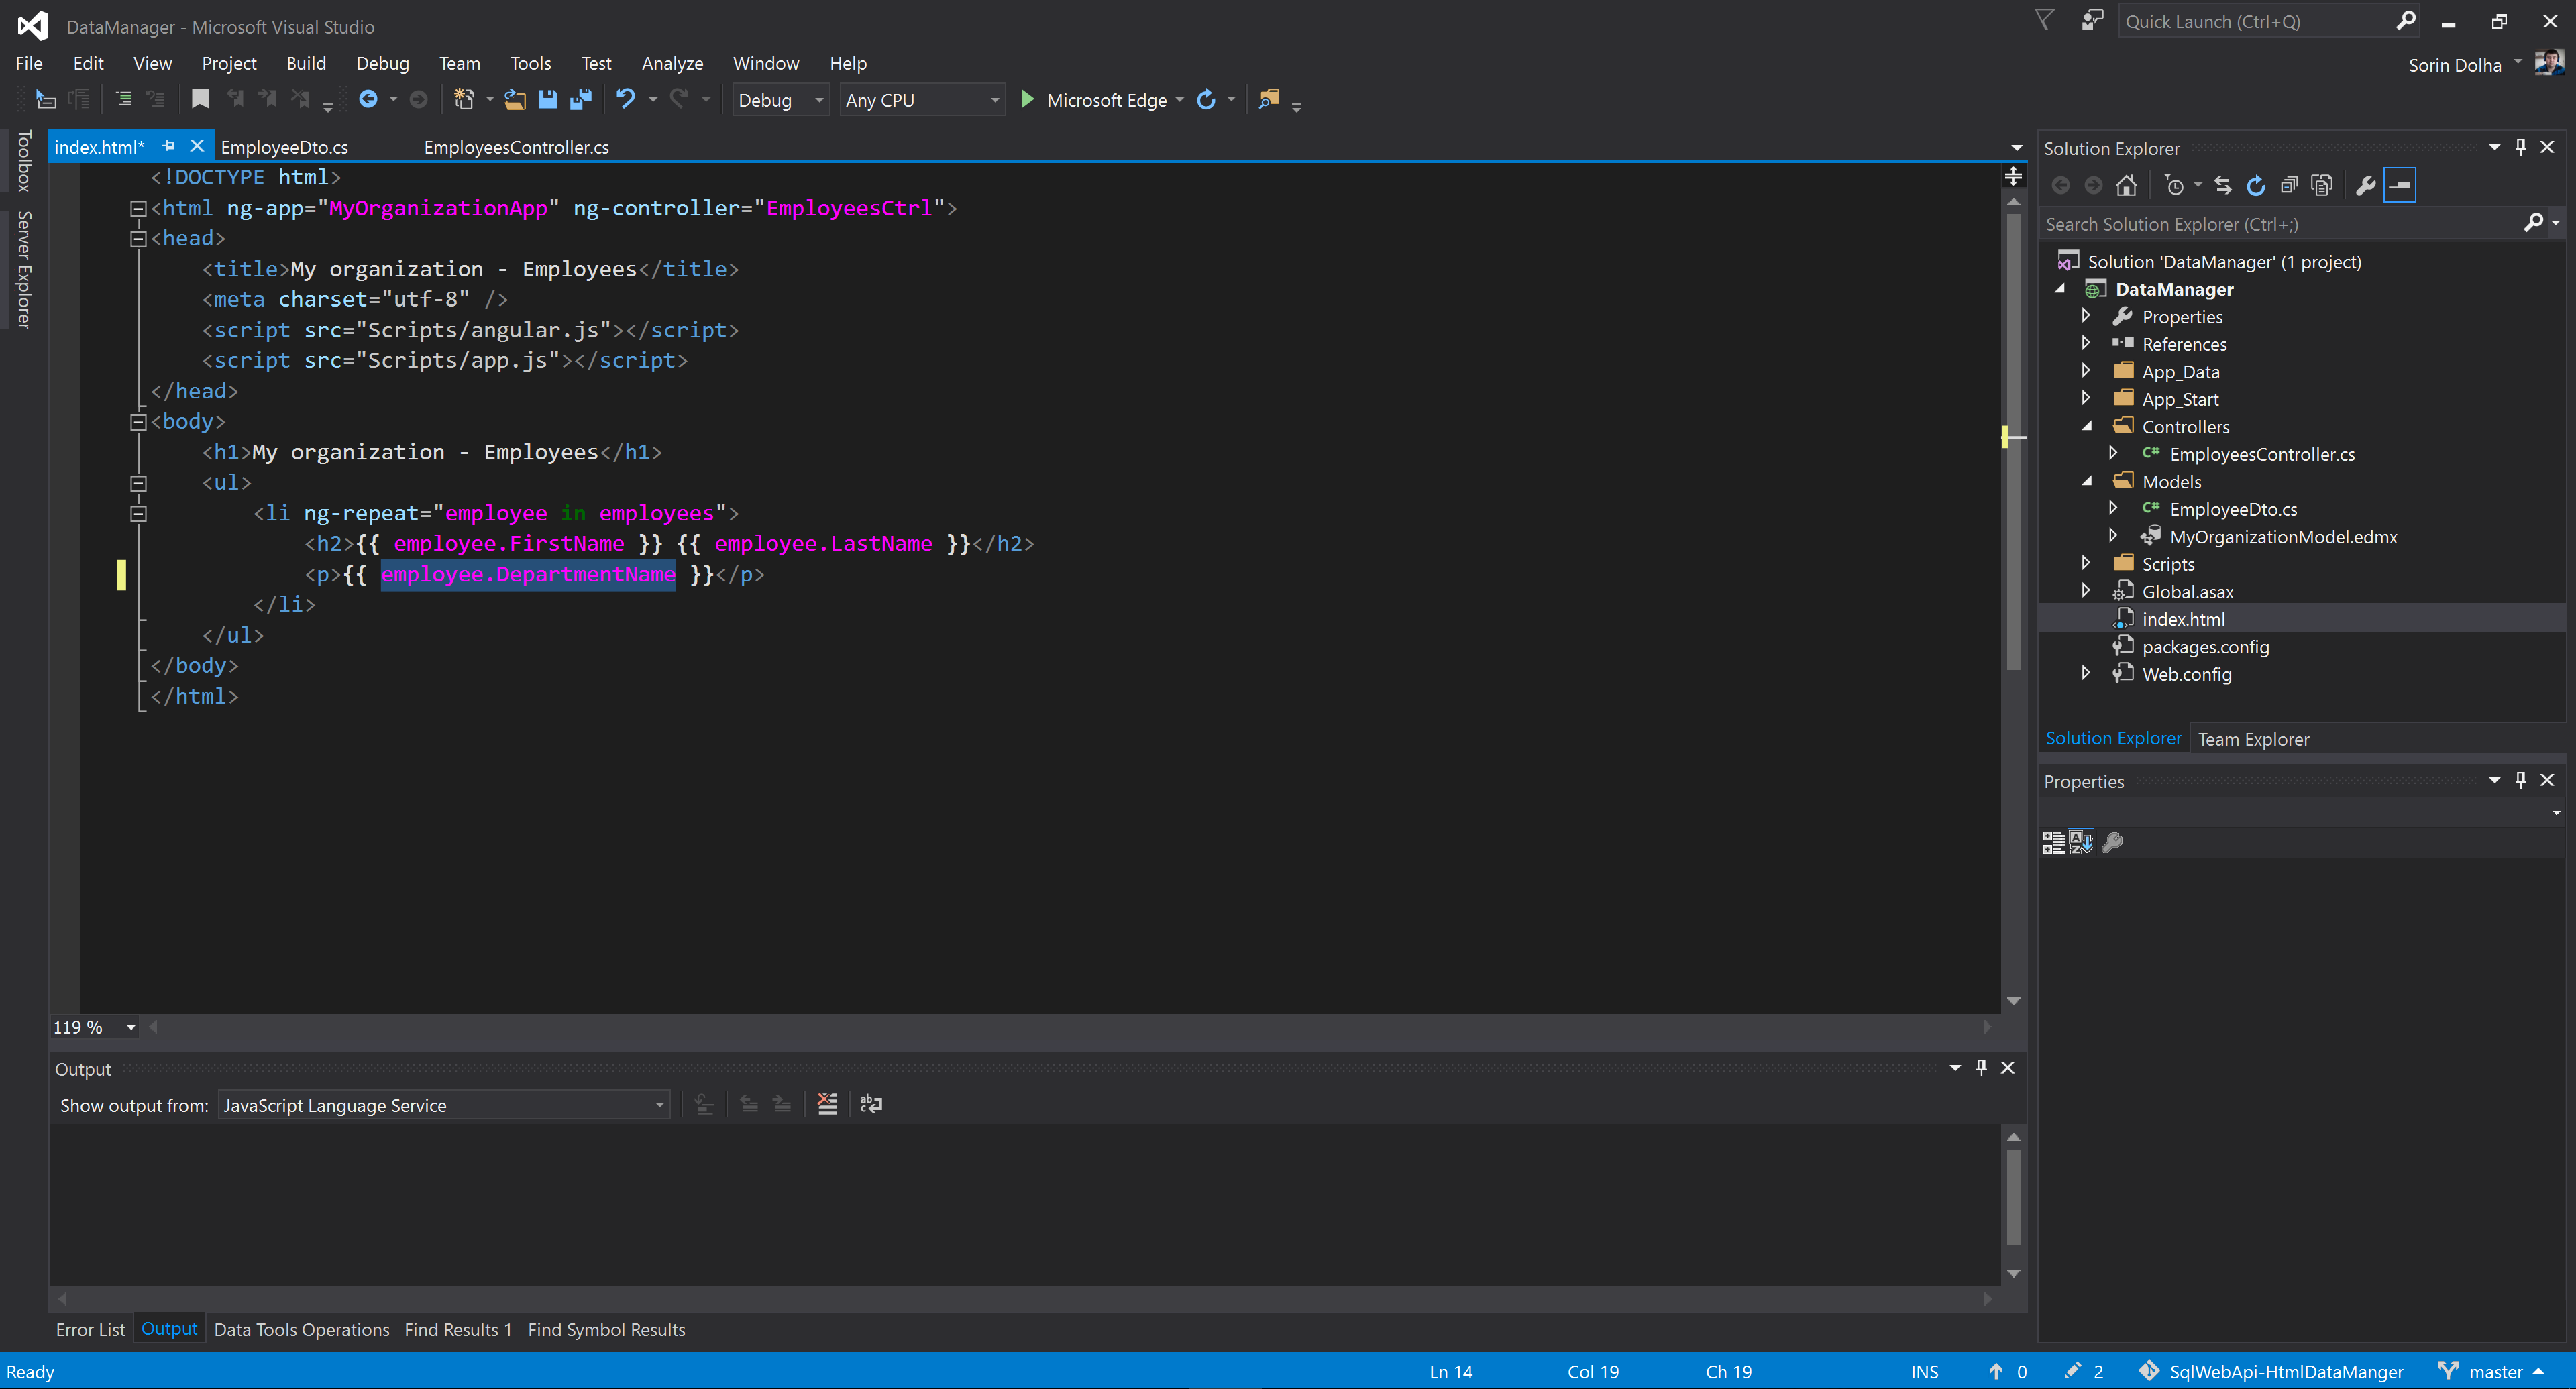 DataManager - Microsoft Visual Studio
Quick Launch (Ctrl+Q)
File Edit View Project Build Debug Team Tools Test Analyze Window Help
Sorin Dolha
Debug Any CPU Microsoft Edge
Toolbox
Server Explorer
index.html* EmployeeDto.cs EmployeesController.cs
<!DOCTYPE html>
<html ng-app="MyOrganizationApp" ng-controller="EmployeesCtrl">
<head>
<title>My organization - Employees</title>
<meta charset="utf-8" />
<script src="Scripts/angular.js"></script>
<script src="Scripts/app.js"></script>
</head>
<body>
<h1>My organization - Employees</h1>
<ul>
<li ng-repeat="employee in employees">
<h2>{{ employee.FirstName }} {{ employee.LastName }}</h2>
<p>{{ employee.DepartmentName }}</p>
</li>
</ul>
</body>
</html>
119 %
Output
Show output from: JavaScript Language Service
Error List Output Data Tools Operations Find Results 1 Find Symbol Results
Solution Explorer
Search Solution Explorer (Ctrl+;)
Solution 'DataManager' (1 project)
DataManager
Properties
References
App_Data
App_Start
Controllers
C# EmployeesController.cs
Models
C# EmployeeDto.cs
MyOrganizationModel.edmx
Scripts
Global.asax
index.html
packages.config
Web.config
Solution Explorer Team Explorer
Properties
Ready Ln 14 Col 19 Ch 19 INS 0 2 SqlWebApi-HtmlDataManger master